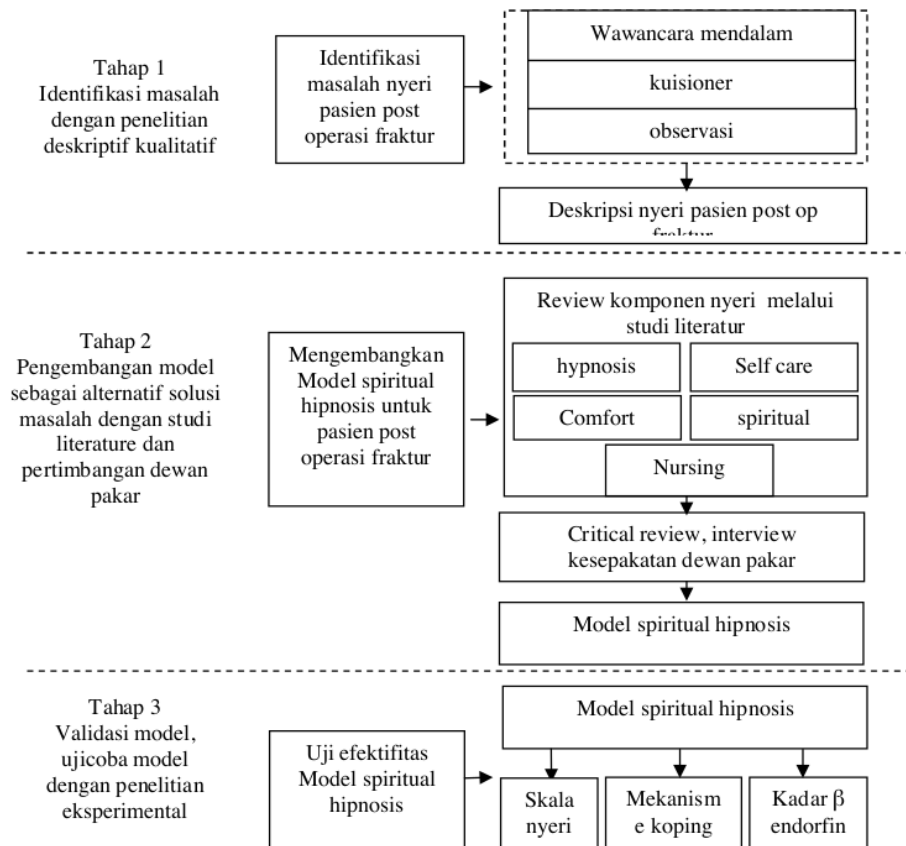 Tahap 1
Identifikasi masalah
dengan penelitian
deskriptif kualitatif
Identifikasi
masalah nyeri
pasien post
operasi fraktur
Wawancara mendalam
kuisioner
observasi
Deskripsi nyeri pasien post op
fraktur
Tahap 2
Pengembangan model
sebagai alternatif solusi
masalah dengan studi
literature dan
pertimbangan dewan
pakar
Mengembangkan
Model spiritual
hipnosis untuk
pasien post
operasi fraktur
Review komponen nyeri melalui
studi literatur
hypnosis
Self care
Comfort
spiritual
Nursing
Critical review, interview
kesepakatan dewan pakar
Model spiritual hipnosis
Tahap 3
Validasi model,
ujicoba model
dengan penelitian
eksperimental
Uji efektifitas
Model spiritual
hipnosis
Model spiritual hipnosis
Skala
nyeri
Mekanism
e koping
Kadar β
endorfin